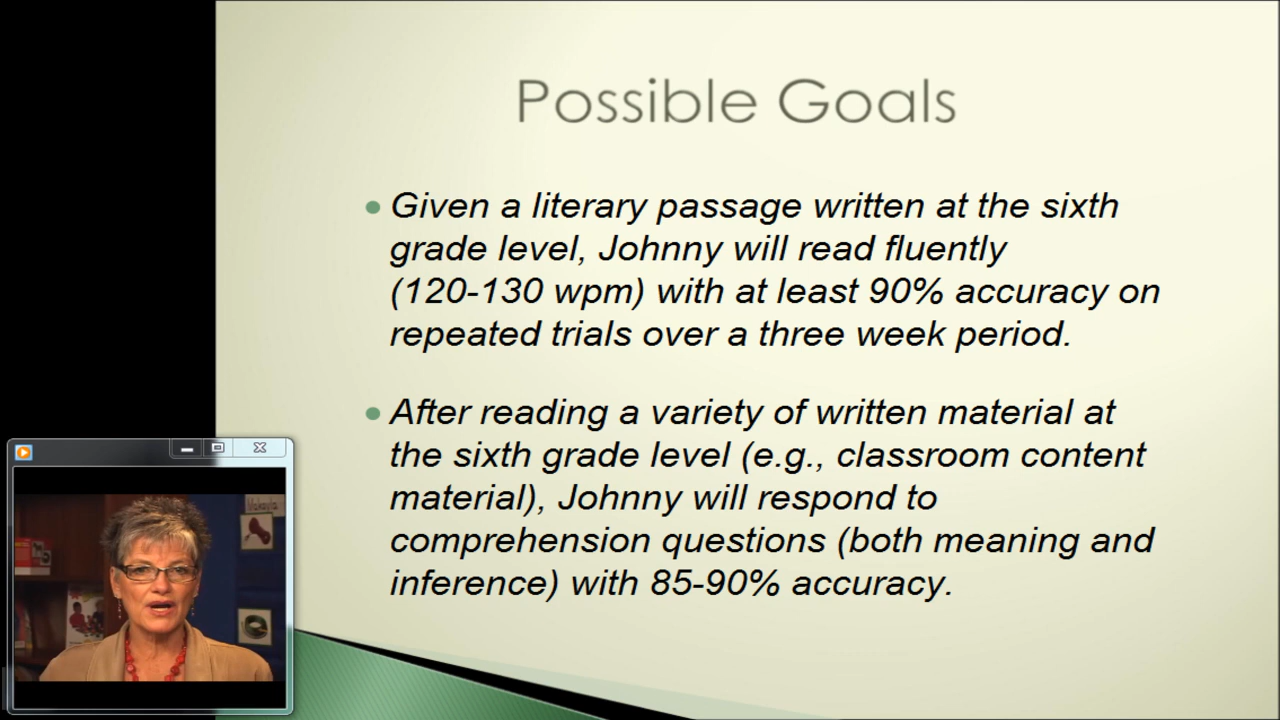 Possible Goals
Given a literary passage written at the sixth
grade level, Johnny will read fluently
(120-130 wpm) with at least 90% accuracy on
repeated trials over a three week period.
After reading a variety of written material at
the sixth grade level (e.g., classroom content
material), Johnny will respond to
comprehension questions (both meaning and
inference) with 85-90% accuracy.